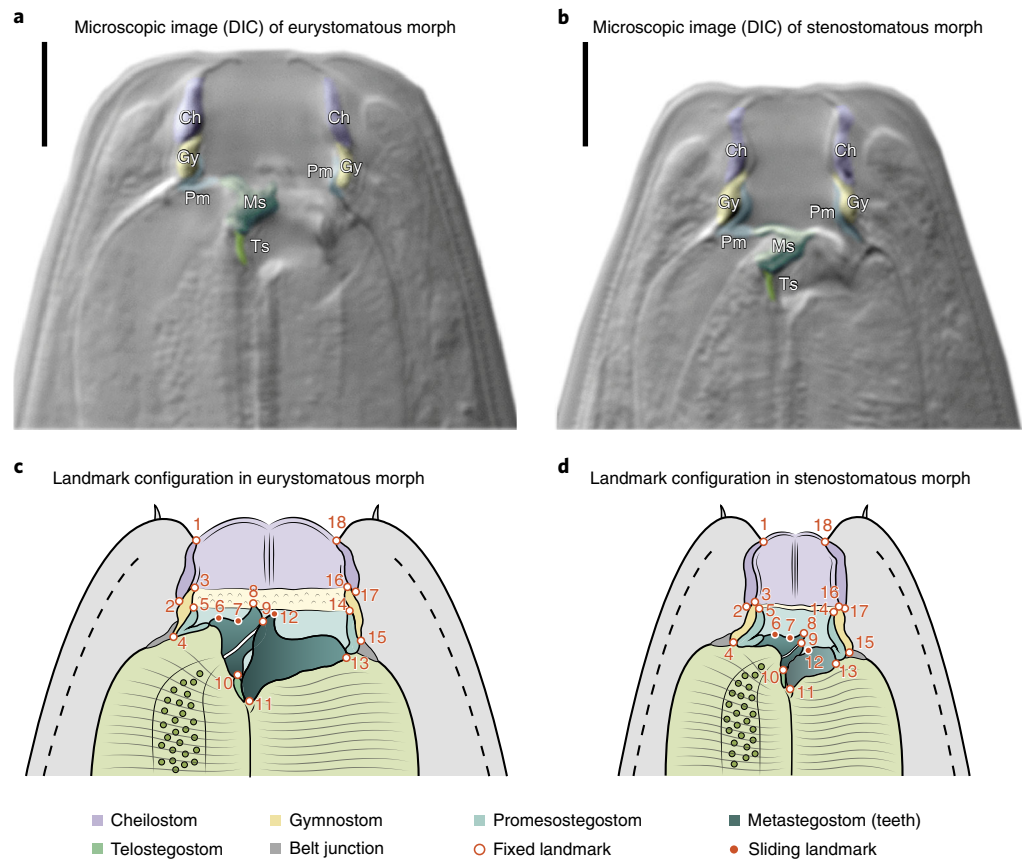 a
Microscopic image (DIC) of eurystomatous morph
Ch
Ch
Gy
Pm
Gy
Pm
Ms
Ts
b
Microscopic image (DIC) of stenostomatous morph
Ch
Ch
Gy
Pm
Gy
Pm
Ms
Ts
c
Landmark configuration in eurystomatous morph
1
18
3
16
2
5
6
7
8
9
12
14
17
4
15
13
10
11
d
Landmark configuration in stenostomatous morph
1
18
3
16
2
5
14
17
6
7
8
9
4
12
15
10
13
11
Cheilostom
Gymnostom
Promesostegostom
Metastegostom (teeth)
Telostegostom
Belt junction
Fixed landmark
Sliding landmark